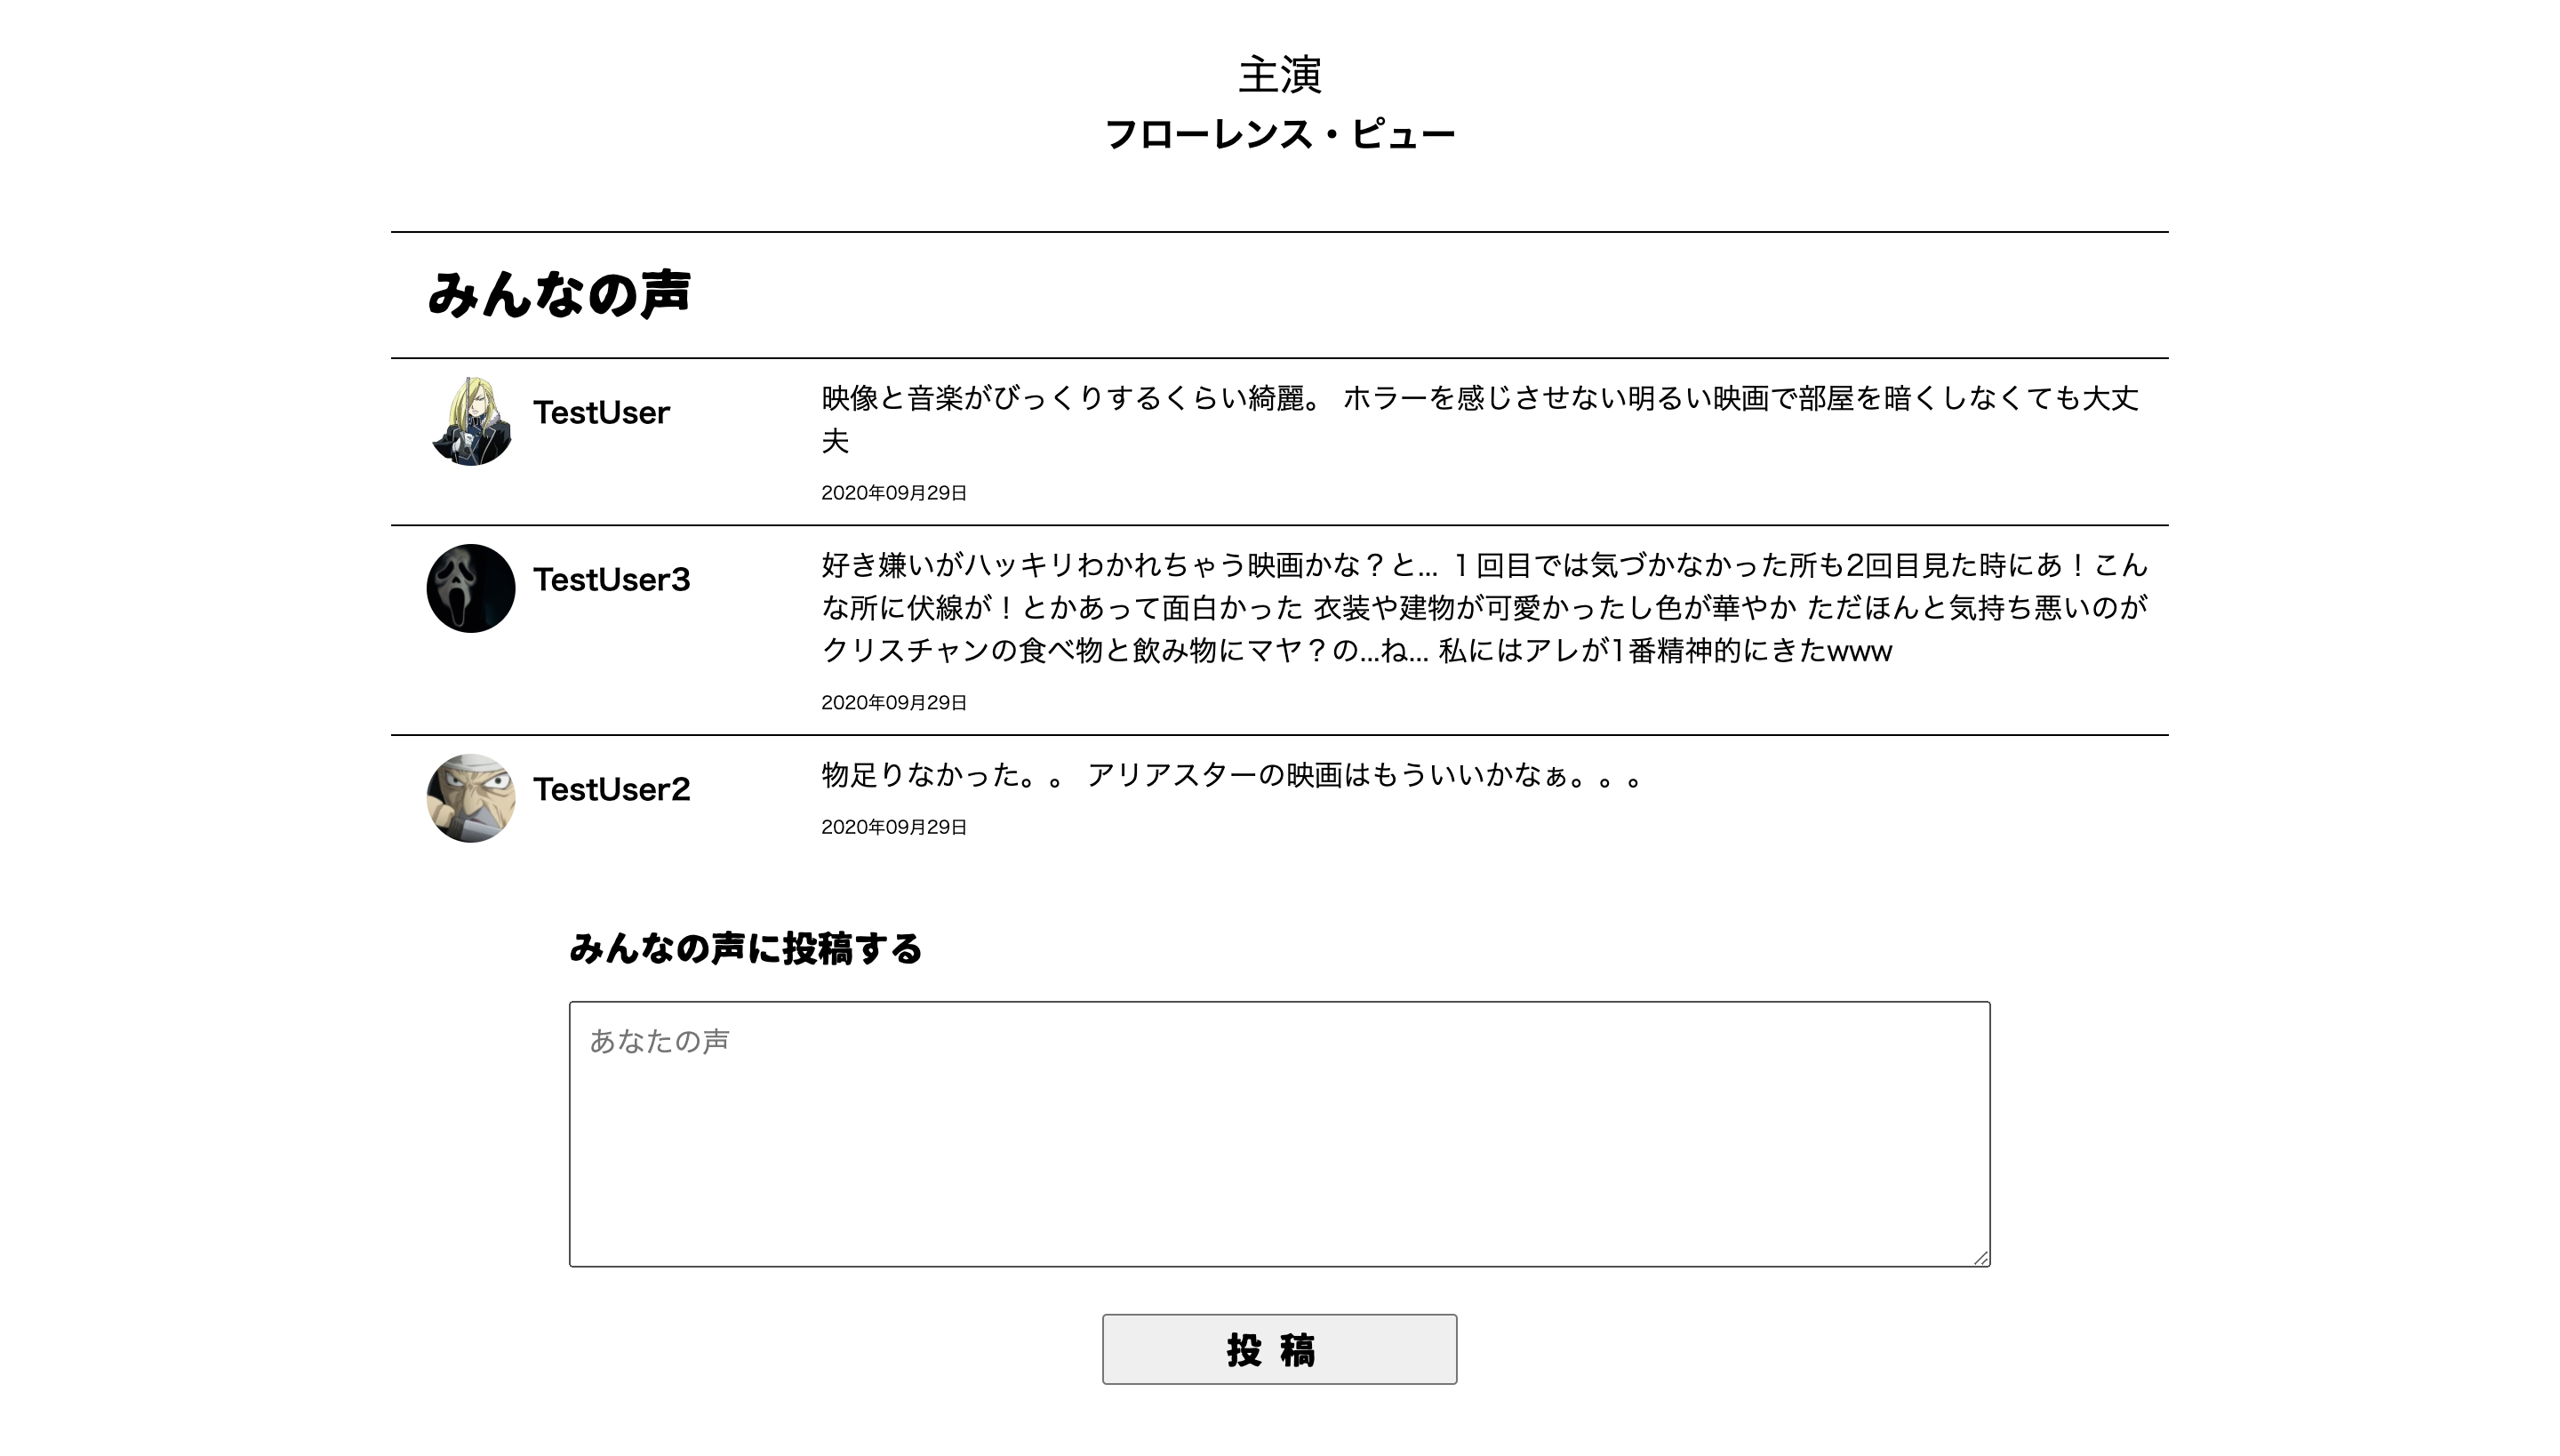 主演
フローレンス・ピュー
みんなの声
TestUser
映像と音楽がびっくりするくらい綺麗。 ホラーを感じさせない明るい映画で部屋を暗くしなくても大丈
夫
2020年09月29日
TestUser3
好き嫌いがハッキリわかれちゃう映画かな？と... １回目では気づかなかった所も2回目見た時にあ！こん
な所に伏線が！とかあって面白かった 衣装や建物が可愛かったし色が華やか ただほんと気持ち悪いのが
クリスチャンの食べ物と飲み物にマヤ？の...ね... 私にはアレが1番精神的にきたwww
2020年09月29日
TestUser2
物足りなかった。。 アリアスターの映画はもういいかなぁ。。。
2020年09月29日
みんなの声に投稿する
あなたの声
投 稿